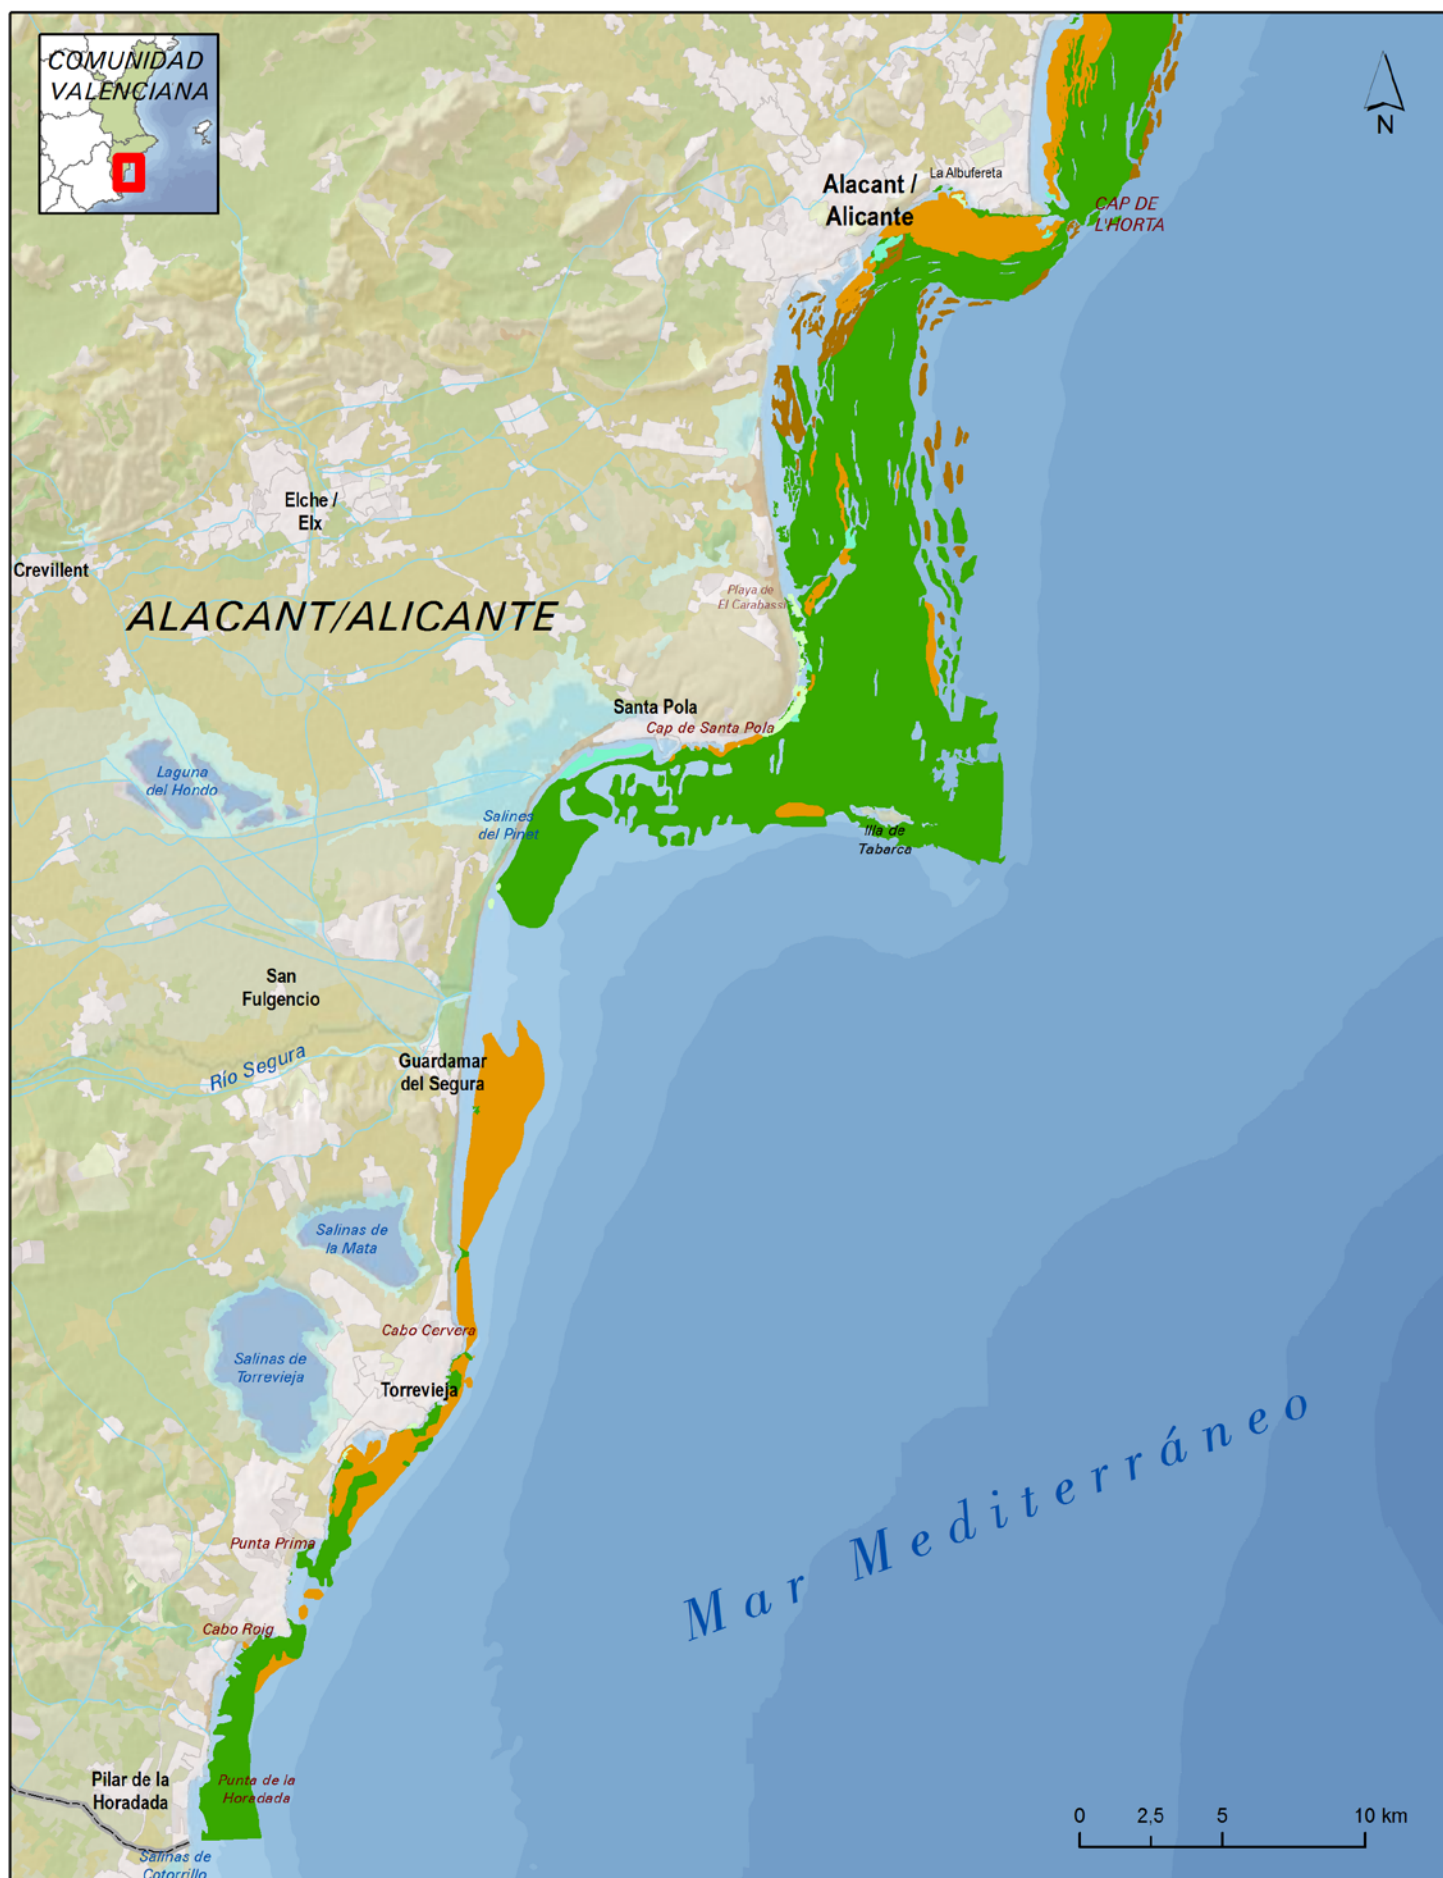 COMUNIDAD
VALENCIANA
N
La Albufereta
Alacant /
Alicante
CAP DE
L'HORTA
Elche /
Elx
Crevillent
Playa de
El Carabassí
ALACANT/ALICANTE
Santa Pola
Cap de Santa Pola
Laguna
del Hondo
Salines
del Pinet
Illa de
Tabarca
San
Fulgencio
Guardamar
del Segura
Río Segura
Salinas de
la Mata
Cabo Cervera
Salinas de
Torrevieja
Torrevieja
Mar Mediterráneo
Punta Prima
Cabo Roig
Pilar de la
Horadada
Punta de la
Horadada
0 2,5 5 10 km
Salinas de
Cotorrillo